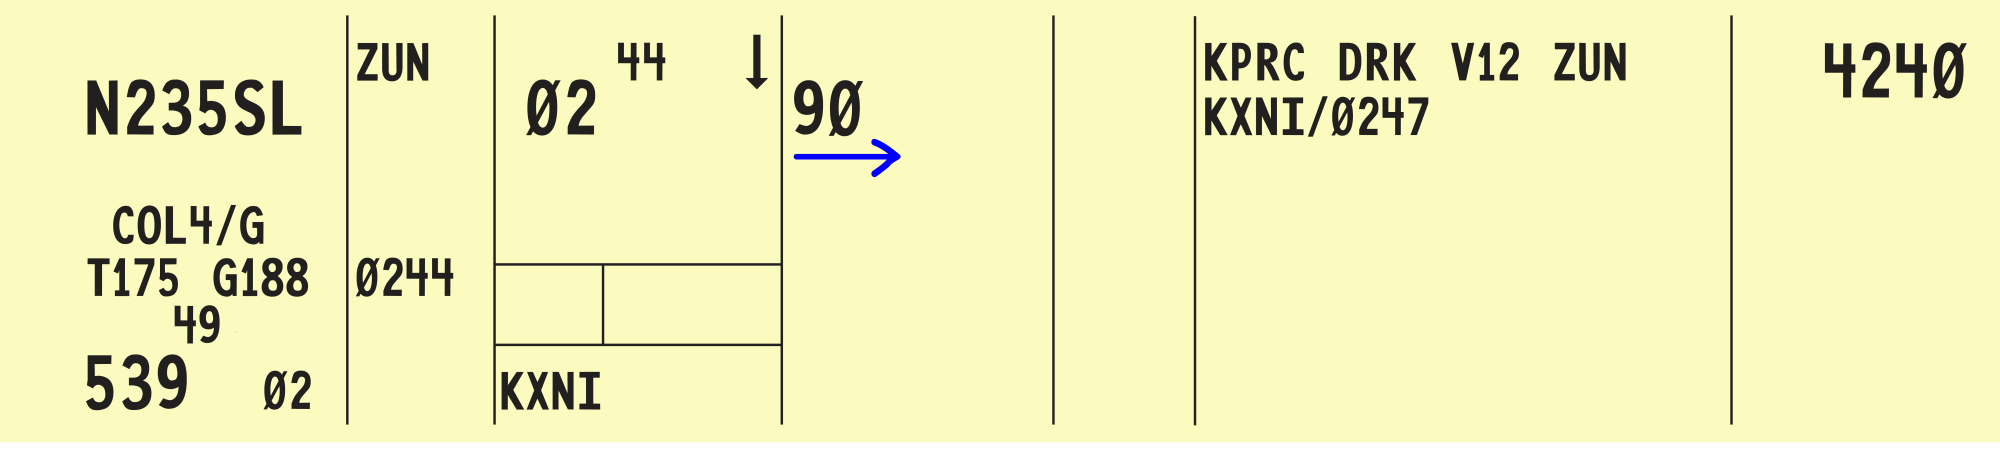 N235SL
COL4/G
T175 G188
49
539 Ø2
ZUN
Ø244
Ø2 44 ↓
KXNI
90
→
KPRC DRK V12 ZUN
KXNI/Ø247
424Ø